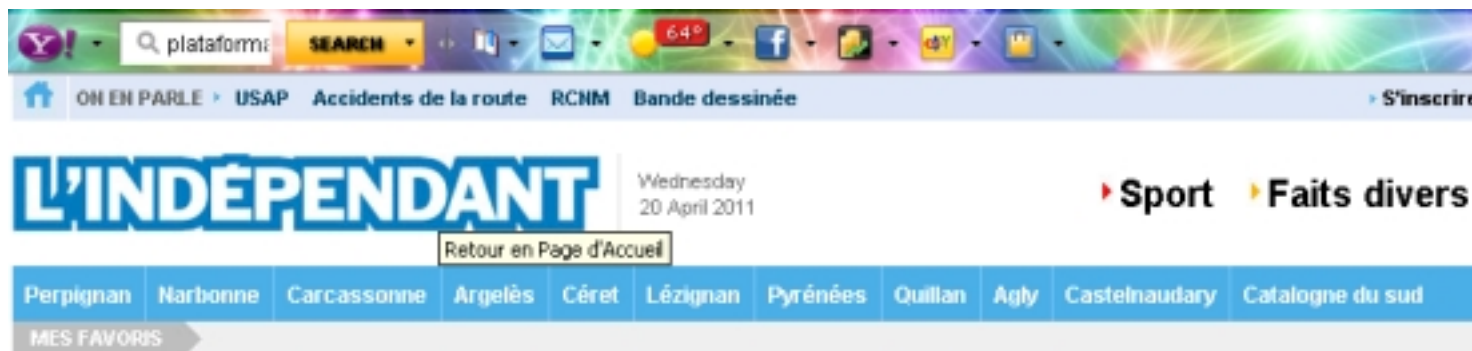 Y! plataforma SEARCH 64° f ebY
ON EN PARLE USAP Accidents de la route RCNM Bande dessinée S'inscrire
L'INDÉPENDANT Wednesday Sport Faits divers
20 April 2011
Retour en Page d'Accueil
Perpignan Narbonne Carcassonne Argelès Céret Lézignan Pyrénées Quillan Agly Castelnaudary Catalogne du sud
MES FAVORIS